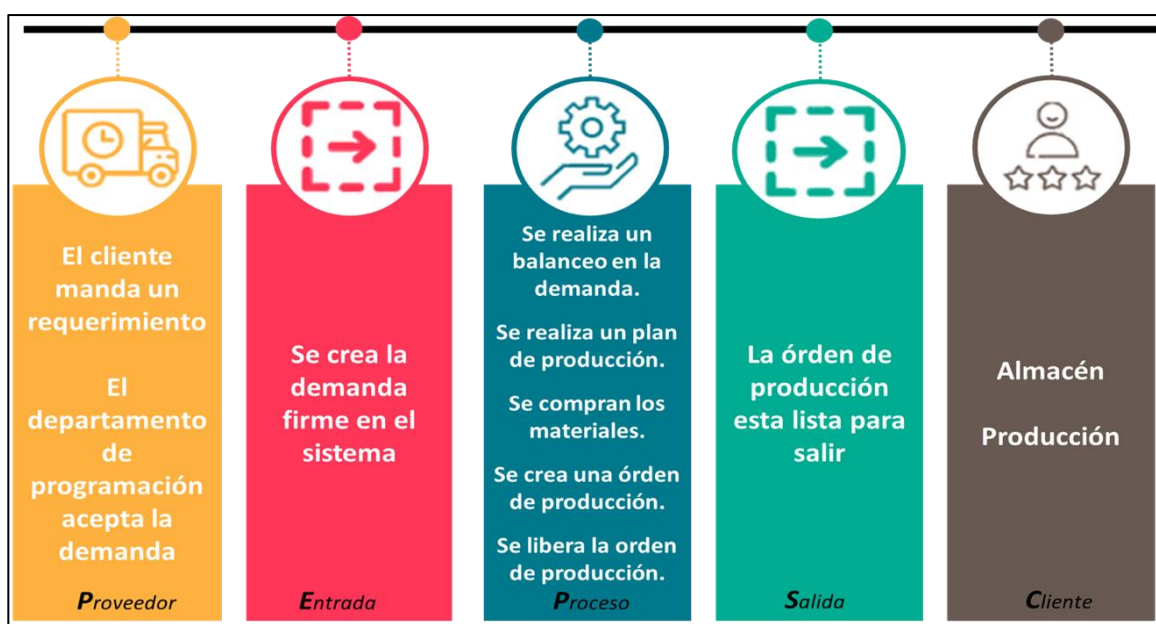 El cliente
manda un
requerimiento
El
departamento
de
programación
acepta la
demanda
Proveedor
Se crea la
demanda
firme en el
sistema
Entrada
Se realiza un
balanceo en la
demanda.
Se realiza un plan
de producción.
Se compran los
materiales.
Se crea una órden
de producción.
Se libera la orden
de producción.
Proceso
La órden de
producción
esta lista para
salir
Salida
Almacén
Producción
Cliente